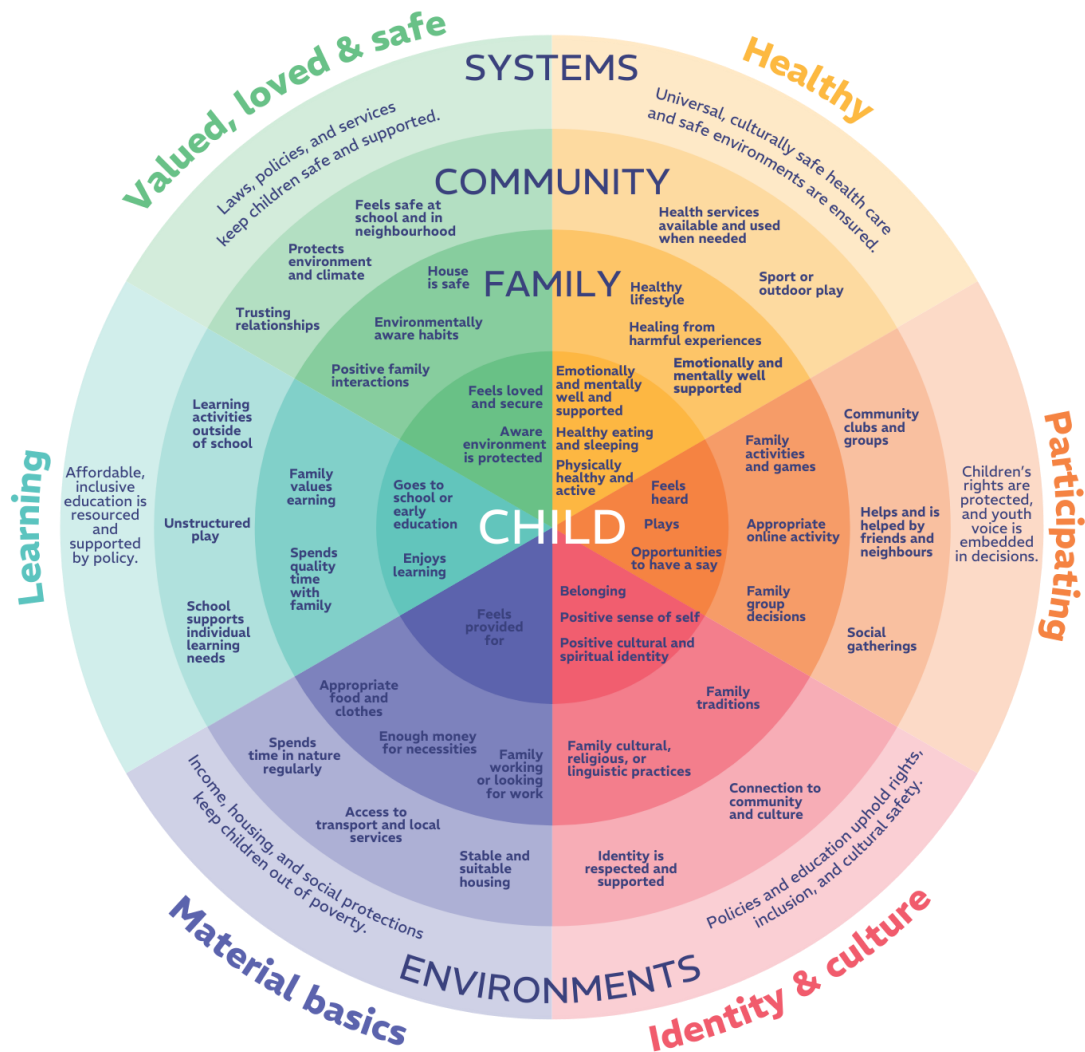 Valued, loved & safe
Healthy
Participating
Identity & culture
Material basics
Learning
SYSTEMS
COMMUNITY
FAMILY
CHILD
ENVIRONMENTS
Laws, policies, and services
keep children safe and supported.
Feels safe at
school and in
neighbourhood
Protects
environment
and climate
Trusting
relationships
House
is safe
Environmentally
aware habits
Positive family
interactions
Feels loved
and secure
Aware
environment
is protected
Universal, culturally safe health care
and safe environments are ensured.
Health services
available and used
when needed
Sport or
outdoor play
Healthy
lifestyle
Healing from
harmful experiences
Emotionally and
mentally well
supported
Emotionally
and mentally
well and
supported
Healthy eating
and sleeping
Physically
healthy and
active
Children's
rights are
protected,
and youth
voice is
embedded
in decisions.
Community
clubs and
groups
Helps and is
helped by
friends and
neighbours
Social
gatherings
Family
activities
and games
Appropriate
online activity
Family
group
decisions
Feels
heard
Plays
Opportunities
to have a say
Belonging
Positive sense of self
Positive cultural and
spiritual identity
Family
traditions
Family cultural,
religious, or
linguistic practices
Connection to
community
and culture
Identity is
respected and
supported
Policies and education uphold rights,
inclusion, and cultural safety.
Feels
provided
for
Appropriate
food and
clothes
Enough money
for necessities
Family
working
or looking
for work
Spends
time in nature
regularly
Access to
transport and local
services
Stable and
suitable
housing
Income, housing, and social protections
keep children out of poverty.
Affordable,
inclusive
education is
resourced
and
supported
by policy.
Learning
activities
outside
of school
Unstructured
play
School
supports
individual
learning
needs
Family
values
earning
Spends
quality
time
with
family
Goes to
school or
early
education
Enjoys
learning